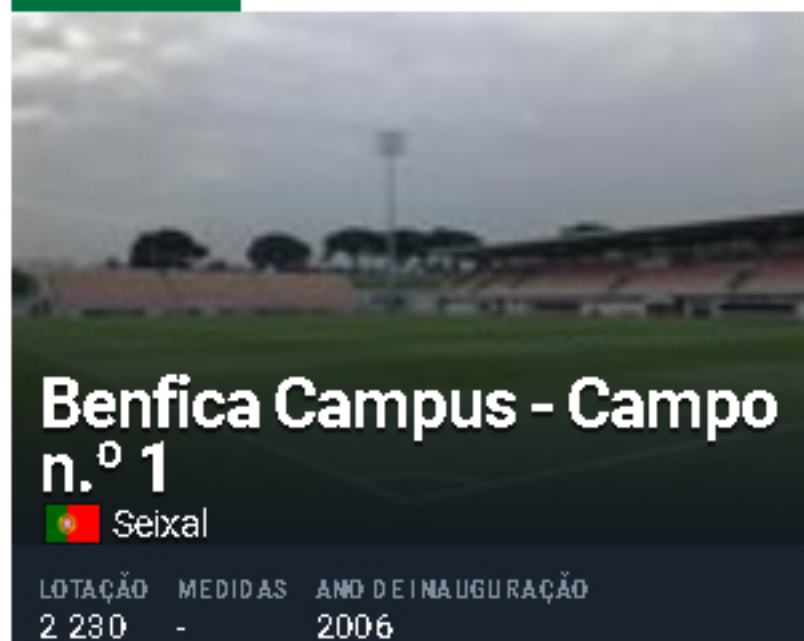 Benfica Campus - Campo
n.º 1
Seixal
LOTAÇÃO MEDIDAS ANO DE INAUGURAÇÃO
2 230 - 2006